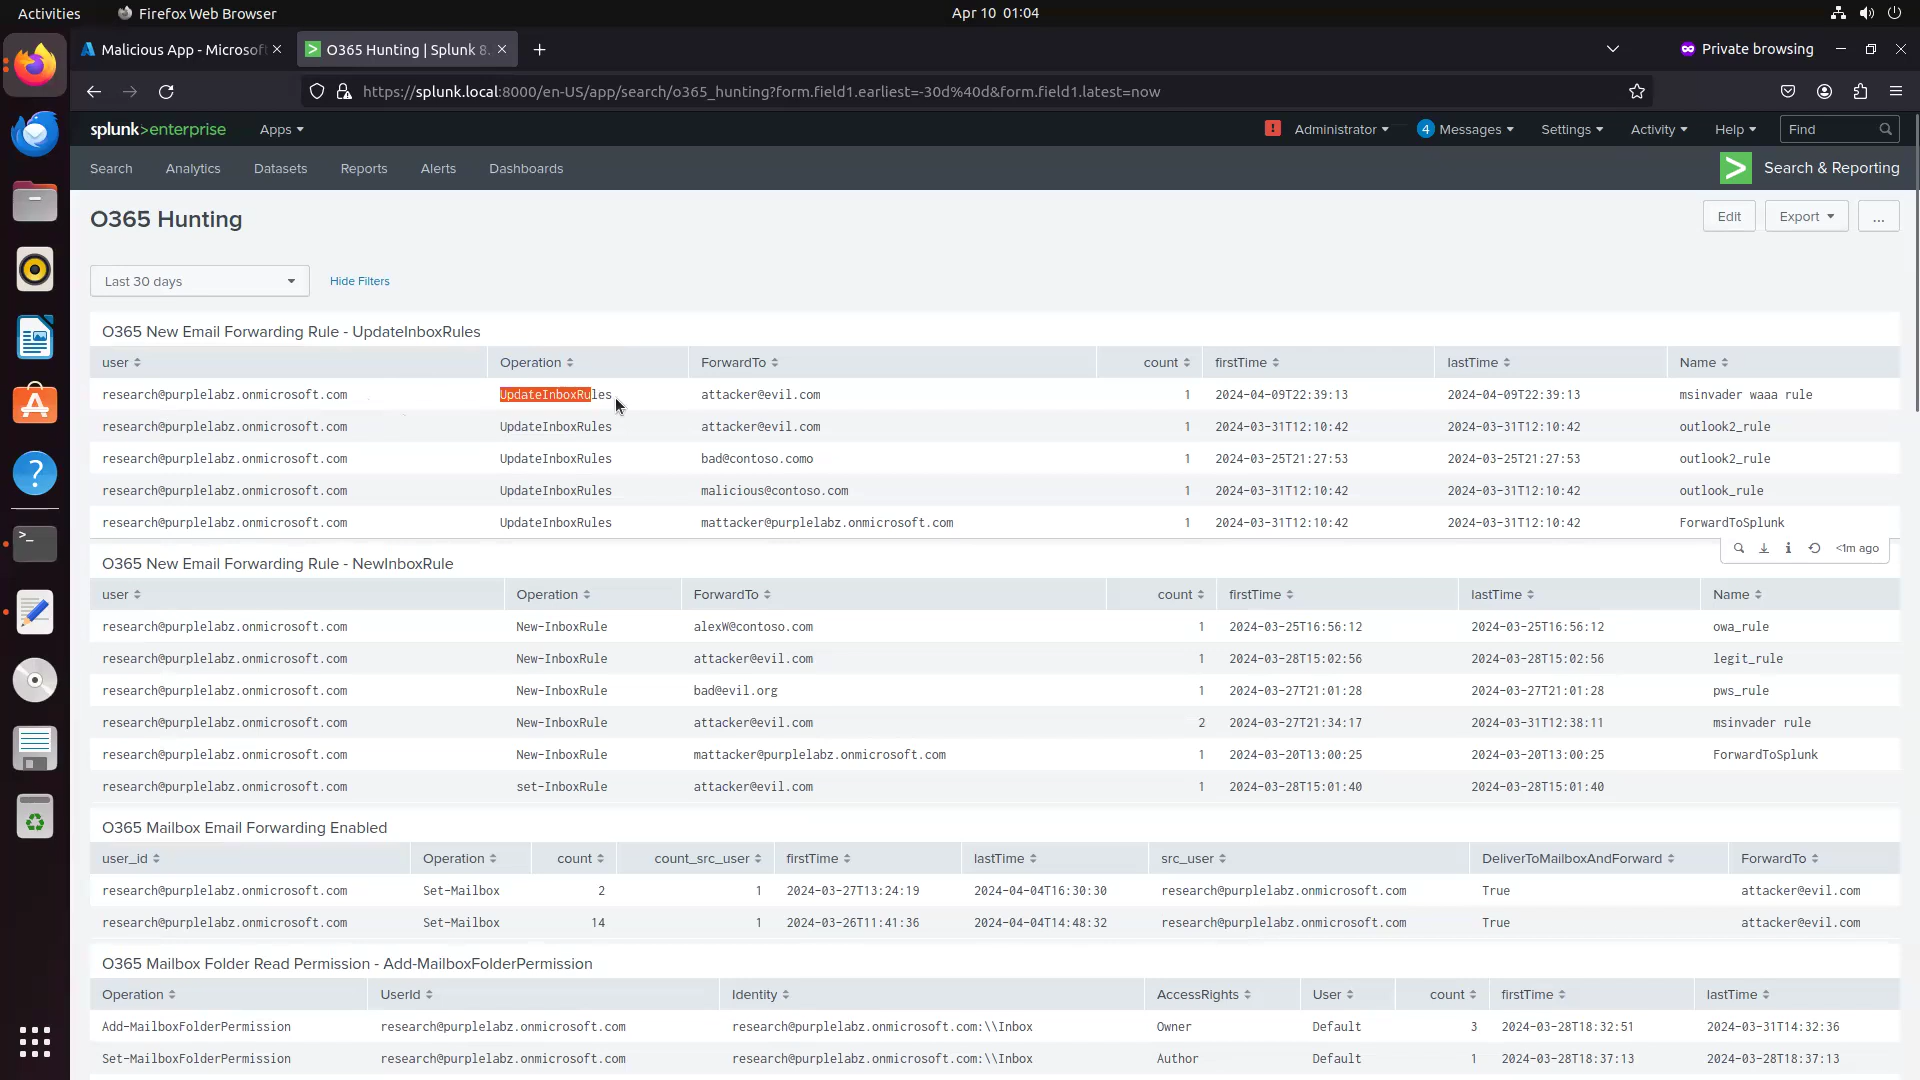 Activities Firefox Web Browser Apr 10 01:04
Malicious App - Microsoft O365 Hunting | Splunk 8. Private browsing
https://splunk.local:8000/en-US/app/search/o365_hunting?form.field1.earliest=-30d%40d&form.field1.latest=now
splunk>enterprise Apps Administrator 4 Messages Settings Activity Help Find
Search Analytics Datasets Reports Alerts Dashboards Search & Reporting
O365 Hunting Edit Export ...
Last 30 days Hide Filters
O365 New Email Forwarding Rule - UpdateInboxRules
user Operation ForwardTo count firstTime lastTime Name
research@purplelabz.onmicrosoft.com UpdateInboxRules attacker@evil.com 1 2024-04-09T22:39:13 2024-04-09T22:39:13 msinvader waaa rule
research@purplelabz.onmicrosoft.com UpdateInboxRules attacker@evil.com 1 2024-03-31T12:10:42 2024-03-31T12:10:42 outlook2_rule
research@purplelabz.onmicrosoft.com UpdateInboxRules bad@contoso.como 1 2024-03-25T21:27:53 2024-03-25T21:27:53 outlook2_rule
research@purplelabz.onmicrosoft.com UpdateInboxRules malicious@contoso.com 1 2024-03-31T12:10:42 2024-03-31T12:10:42 outlook_rule
research@purplelabz.onmicrosoft.com UpdateInboxRules mattacker@purplelabz.onmicrosoft.com 1 2024-03-31T12:10:42 2024-03-31T12:10:42 ForwardToSplunk
<1m ago
O365 New Email Forwarding Rule - NewInboxRule
user Operation ForwardTo count firstTime lastTime Name
research@purplelabz.onmicrosoft.com New-InboxRule alexW@contoso.com 1 2024-03-25T16:56:12 2024-03-25T16:56:12 owa_rule
research@purplelabz.onmicrosoft.com New-InboxRule attacker@evil.com 1 2024-03-28T15:02:56 2024-03-28T15:02:56 legit_rule
research@purplelabz.onmicrosoft.com New-InboxRule bad@evil.org 1 2024-03-27T21:01:28 2024-03-27T21:01:28 pws_rule
research@purplelabz.onmicrosoft.com New-InboxRule attacker@evil.com 2 2024-03-27T21:34:17 2024-03-31T12:38:11 msinvader rule
research@purplelabz.onmicrosoft.com New-InboxRule mattacker@purplelabz.onmicrosoft.com 1 2024-03-20T13:00:25 2024-03-20T13:00:25 ForwardToSplunk
research@purplelabz.onmicrosoft.com set-InboxRule attacker@evil.com 1 2024-03-28T15:01:40 2024-03-28T15:01:40
O365 Mailbox Email Forwarding Enabled
user_id Operation count count_src_user firstTime lastTime src_user DeliverToMailboxAndForward ForwardTo
research@purplelabz.onmicrosoft.com Set-Mailbox 2 1 2024-03-27T13:24:19 2024-04-04T16:30:30 research@purplelabz.onmicrosoft.com True attacker@evil.com
research@purplelabz.onmicrosoft.com Set-Mailbox 14 1 2024-03-26T11:41:36 2024-04-04T14:48:32 research@purplelabz.onmicrosoft.com True attacker@evil.com
O365 Mailbox Folder Read Permission - Add-MailboxFolderPermission
Operation UserId Identity AccessRights User count firstTime lastTime
Add-MailboxFolderPermission research@purplelabz.onmicrosoft.com research@purplelabz.onmicrosoft.com:\\Inbox Owner Default 3 2024-03-28T18:32:51 2024-03-31T14:32:36
Set-MailboxFolderPermission research@purplelabz.onmicrosoft.com research@purplelabz.onmicrosoft.com:\\Inbox Author Default 1 2024-03-28T18:37:13 2024-03-28T18:37:13